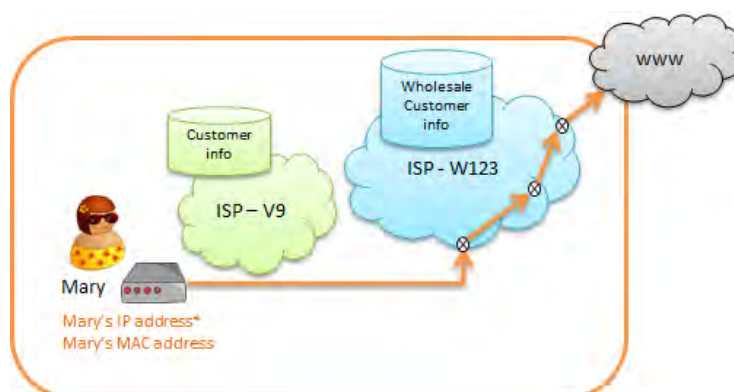 WWW
Wholesale
Customer
info
Customer
info
ISP - W123
ISP – V9
Mary
Mary's IP address*
Mary's MAC address